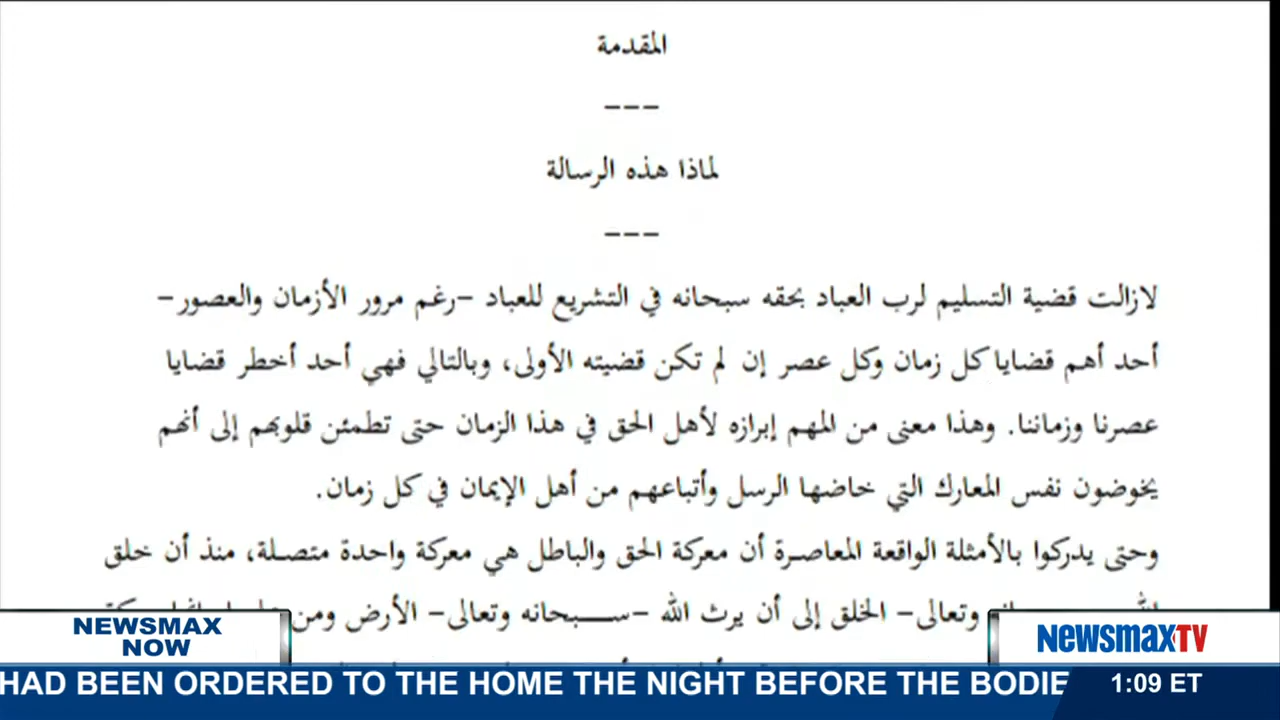 المقدمة
---
لماذا هذه الرسالة
---
لازالت قضية التسليم لرب العباد بحقه سبحانه في التشريع للعباد -رغم مرور الأزمان والعصور-
أحد أهم قضايا كل زمان وكل عصر إن لم تكن قضيته الأولى، وبالتالي فهي أحد أخطر قضايا
عصرنا وزماننا. وهذا معنى من المهم إبرازه لأهل الحق في هذا الزمان حتى تطمئن قلوبهم إلى أنهم
يخوضون نفس المعارك التي خاضها الرسل وأتباعهم من أهل الإيمان في كل زمان.
وحتى يدركوا بالأمثلة الواقعة المعاصرة أن معركة الحق والباطل هي معركة واحدة متصلة، منذ أن خلق
وتعالى- الخلق إلى أن يرث الله -سبحانه وتعالى- الأرض ومن
NEWSMAX
NOW
NEWSMAXTV
HAD BEEN ORDERED TO THE HOME THE NIGHT BEFORE THE BODIE
1:09 ET